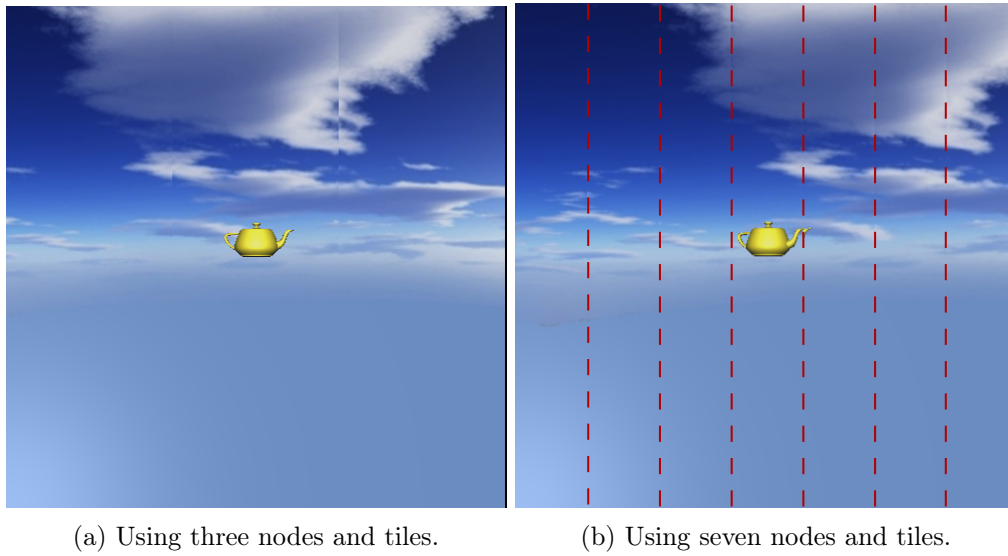 (a) Using three nodes and tiles.
(b) Using seven nodes and tiles.